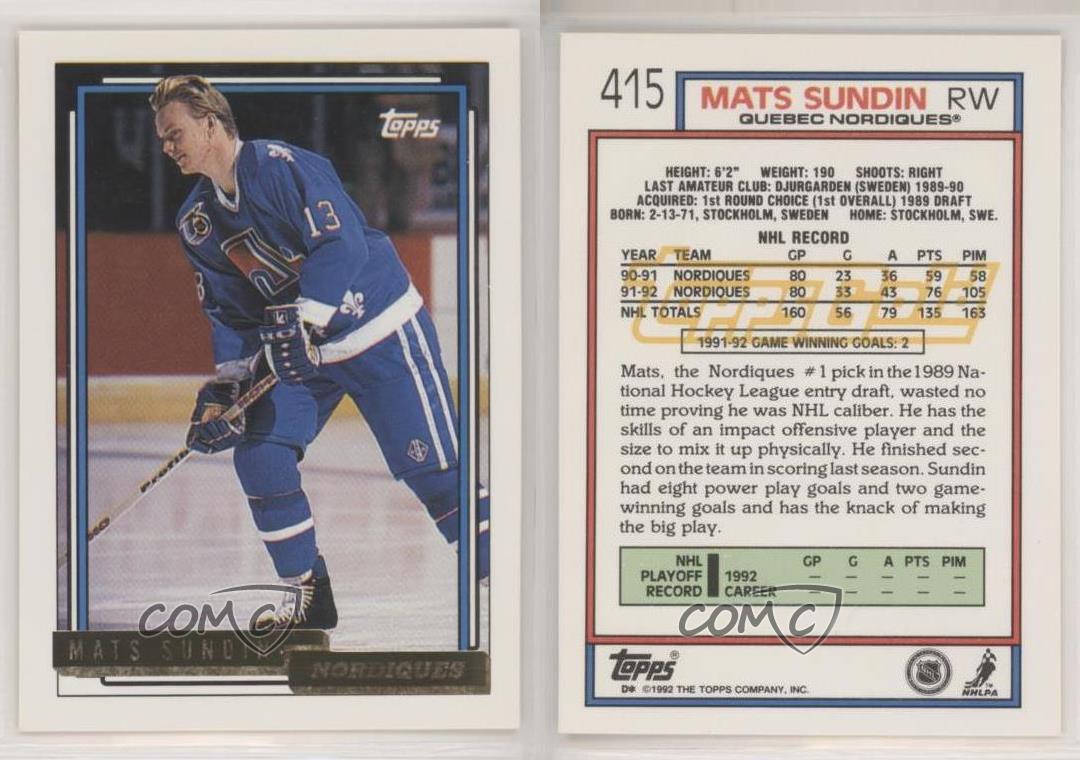 Topps
13
COMC
MATS SUNDIN
NORDIQUES
415
MATS SUNDIN RW
QUEBEC NORDIQUES®
HEIGHT: 6'2" WEIGHT: 190 SHOOTS: RIGHT
LAST AMATEUR CLUB: DJURGARDEN (SWEDEN) 1989-90
ACQUIRED: 1st ROUND CHOICE (1st OVERALL) 1989 DRAFT
BORN: 2-13-71, STOCKHOLM, SWEDEN HOME: STOCKHOLM, SWE.
NHL RECORD
YEAR TEAM GP G A PTS PIM
90-91 NORDIQUES 80 23 36 59 58
91-92 NORDIQUES 80 33 43 76 105
NHL TOTALS 160 56 79 135 163
ToppsGold
1991-92 GAME WINNING GOALS: 2
Mats, the Nordiques #1 pick in the 1989 Na-
tional Hockey League entry draft, wasted no
time proving he was NHL caliber. He has the
skills of an impact offensive player and the
size to mix it up physically. He finished sec-
ond on the team in scoring last season. Sundin
had eight power play goals and two game-
winning goals and has the knack of making
the big play.
NHL GP G A PTS PIM
PLAYOFF 1992 – – – – –
RECORD CAREER – – – – –
COMC
Topps®
D* ©1992 THE TOPPS COMPANY, INC.
NHLPA™